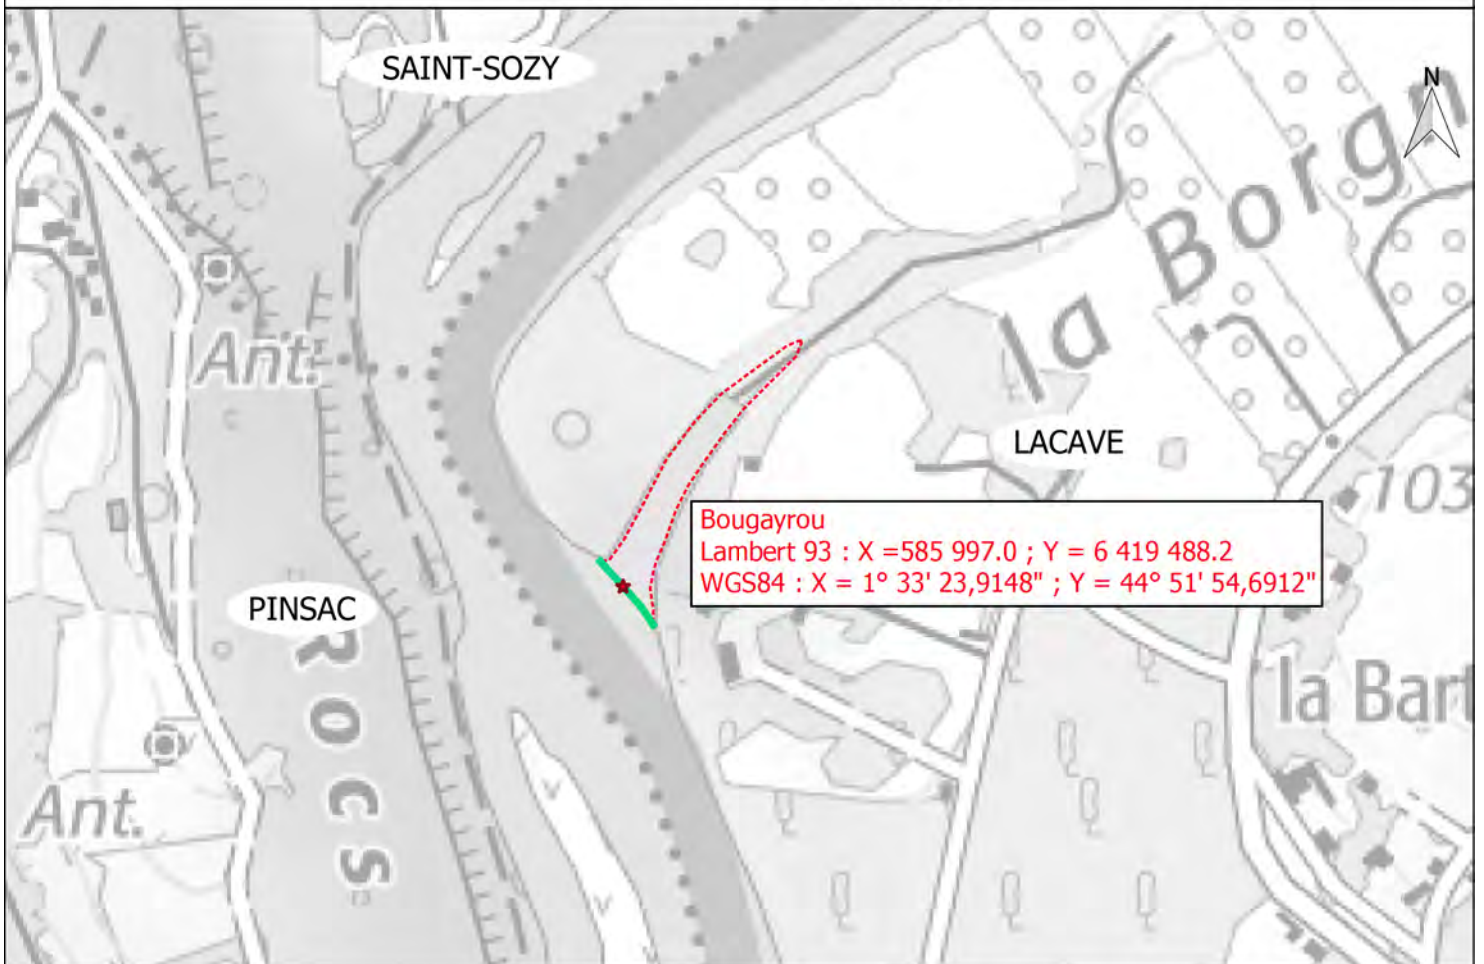 SAINT-SOZY
N
la Borgn
Ant.
LACAVE
103
Bougayrou
Lambert 93 : X =585 997.0 ; Y = 6 419 488.2
WGS84 : X = 1° 33' 23,9148" ; Y = 44° 51' 54,6912"
PINSAC
ROCS
la Bart
Ant.